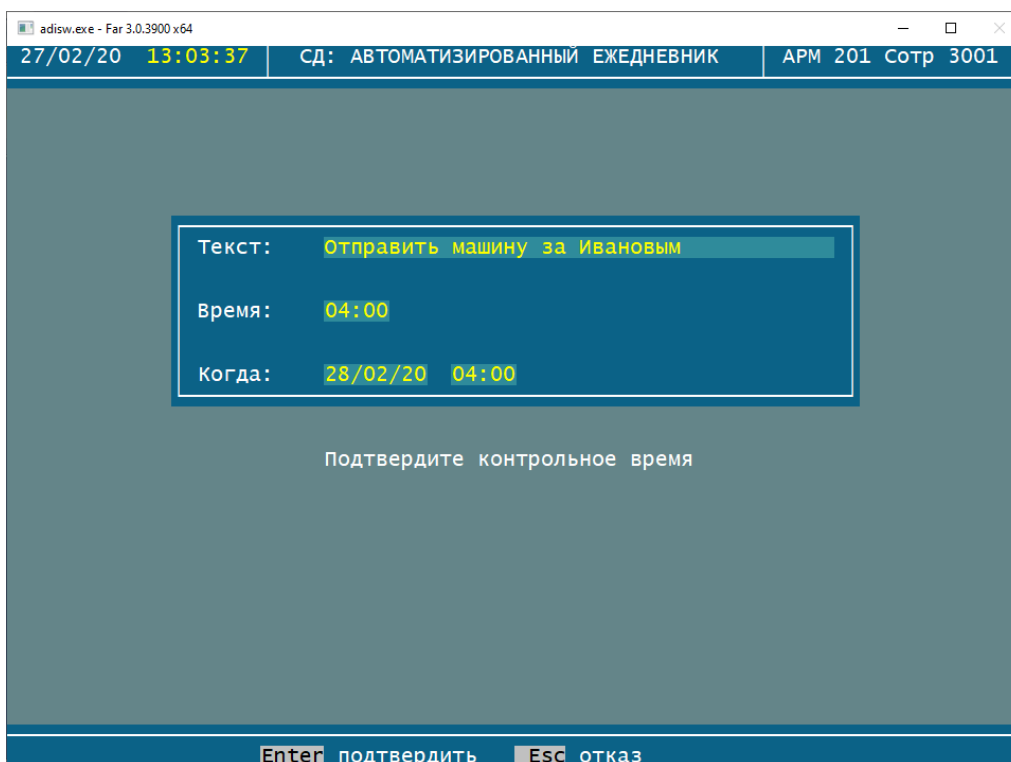 adisw.exe - Far 3.0.3900 x64
27/02/20 13:03:37 СД: АВТОМАТИЗИРОВАННЫЙ ЕЖЕДНЕВНИК АРМ 201 Сотр 3001
Текст: Отправить машину за Ивановым
Время: 04:00
Когда: 28/02/20 04:00
Подтвердите контрольное время
Enter подтвердить Esc отказ